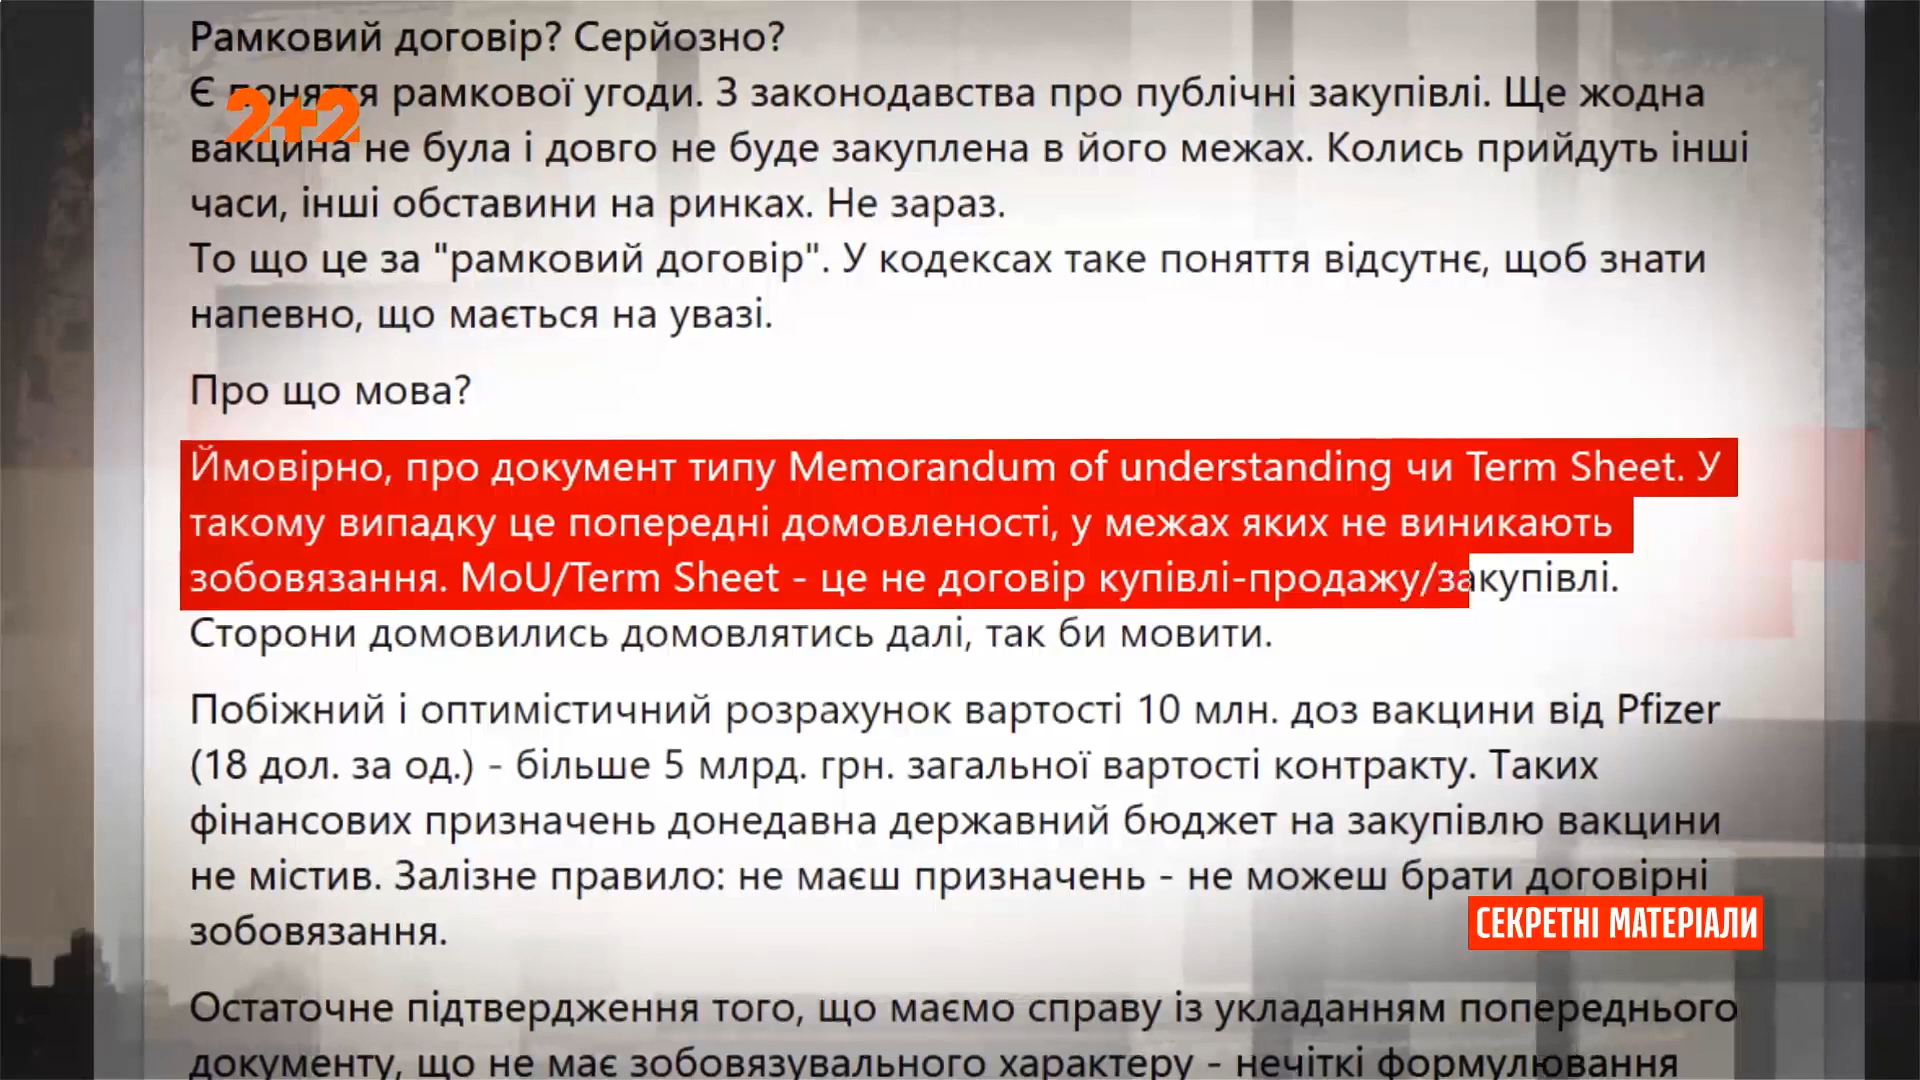 Рамковий договір? Серйозно?
Є поняття рамкової угоди. З законодавства про публічні закупівлі. Ще жодна
2+2
вакцина не була і довго не буде закуплена в його межах. Колись прийдуть інші
часи, інші обставини на ринках. Не зараз.
То що це за "рамковий договір". У кодексах таке поняття відсутнє, щоб знати
напевно, що мається на увазі.
Про що мова?
Ймовірно, про документ типу Memorandum of understanding чи Term Sheet. У
такому випадку це попередні домовленості, у межах яких не виникають
зобовязання. MoU/Term Sheet - це не договір купівлі-продажу/закупівлі.
Сторони домовились домовлятись далі, так би мовити.
Побіжний і оптимістичний розрахунок вартості 10 млн. доз вакцини від Pfizer
(18 дол. за од.) - більше 5 млрд. грн. загальної вартості контракту. Таких
фінансових призначень донедавна державний бюджет на закупівлю вакцини
не містив. Залізне правило: не маєш призначень - не можеш брати договірні
зобовязання.
СЕКРЕТНІ МАТЕРІАЛИ
Остаточне підтвердження того, що маємо справу із укладанням попереднього
документу, що не має зобовязувального характеру - нечіткі формулювання